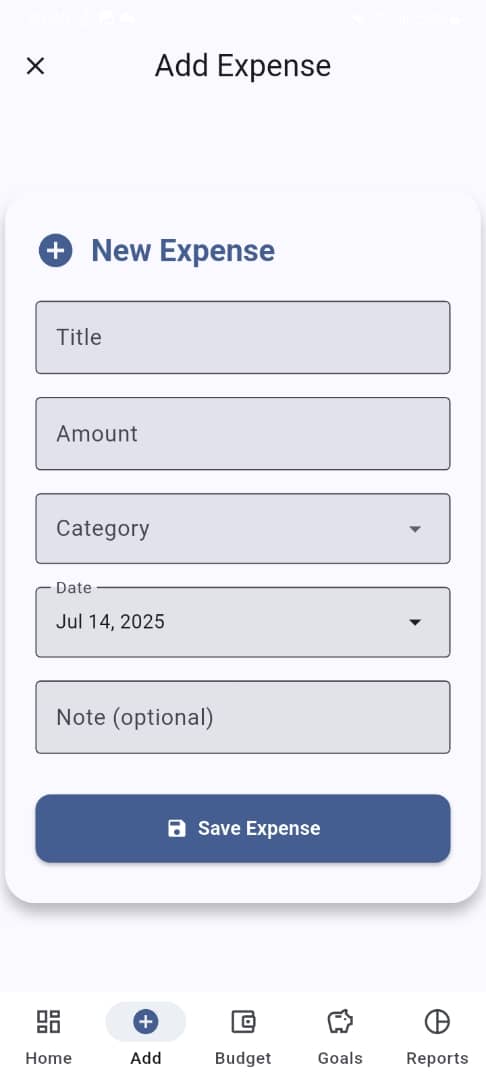 Add Expense
New Expense
Title
Amount
Category
Date
Jul 14, 2025
Note (optional)
Save Expense
Home
Add
Budget
Goals
Reports